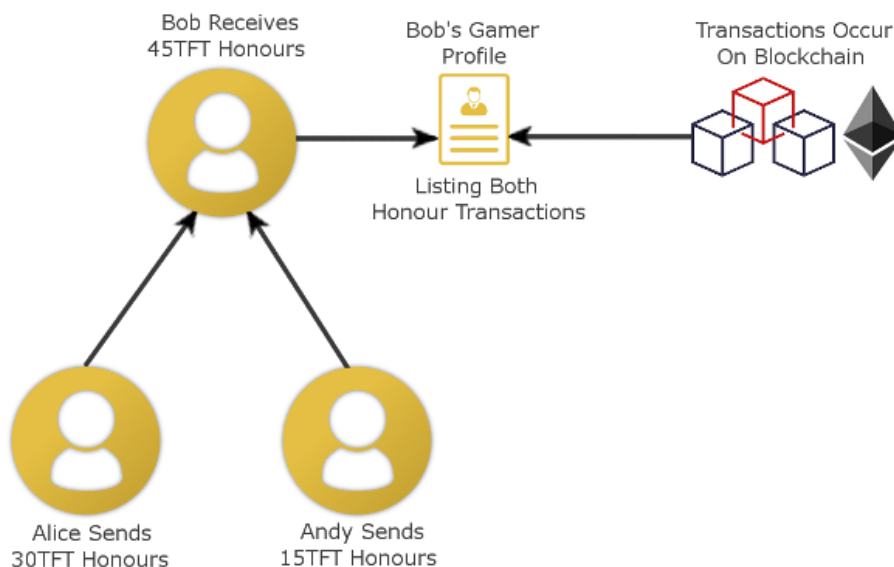 Bob Receives
45TFT Honours
Bob's Gamer
Profile
Transactions Occur
On Blockchain
Listing Both
Honour Transactions
Alice Sends
30TFT Honours
Andy Sends
15TFT Honours